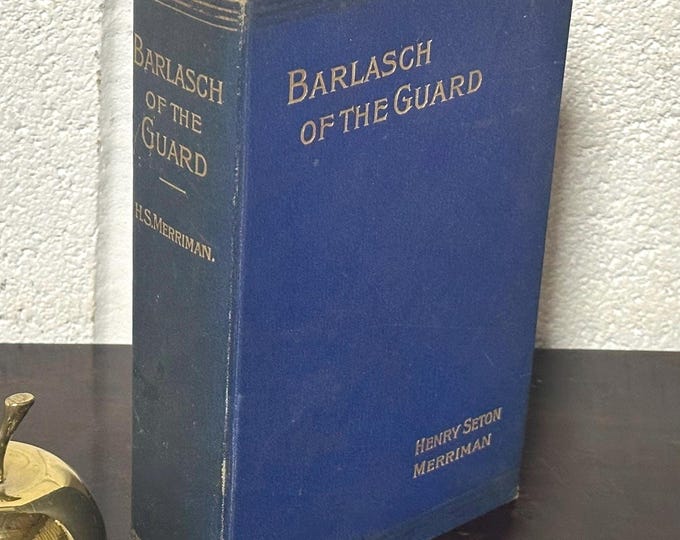 BARLASCH
OF THE
GUARD
H.S.MERRIMAN.
BARLASCH
OF THE GUARD
HENRY SETON
MERRIMAN